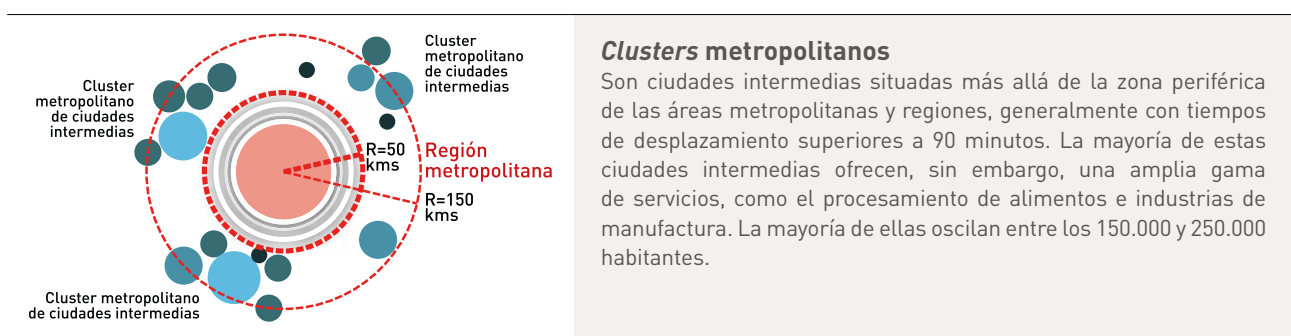 Cluster
metropolitano
de ciudades
intermedias
Cluster
metropolitano
de ciudades
intermedias
R=50
kms
Región
metropolitana
R=150
kms
Cluster metropolitano
de ciudades intermedias
Clusters metropolitanos
Son ciudades intermedias situadas más allá de la zona periférica
de las áreas metropolitanas y regiones, generalmente con tiempos
de desplazamiento superiores a 90 minutos. La mayoría de estas
ciudades intermedias ofrecen, sin embargo, una amplia gama
de servicios, como el procesamiento de alimentos e industrias de
manufactura. La mayoría de ellas oscilan entre los 150.000 y 250.000
habitantes.